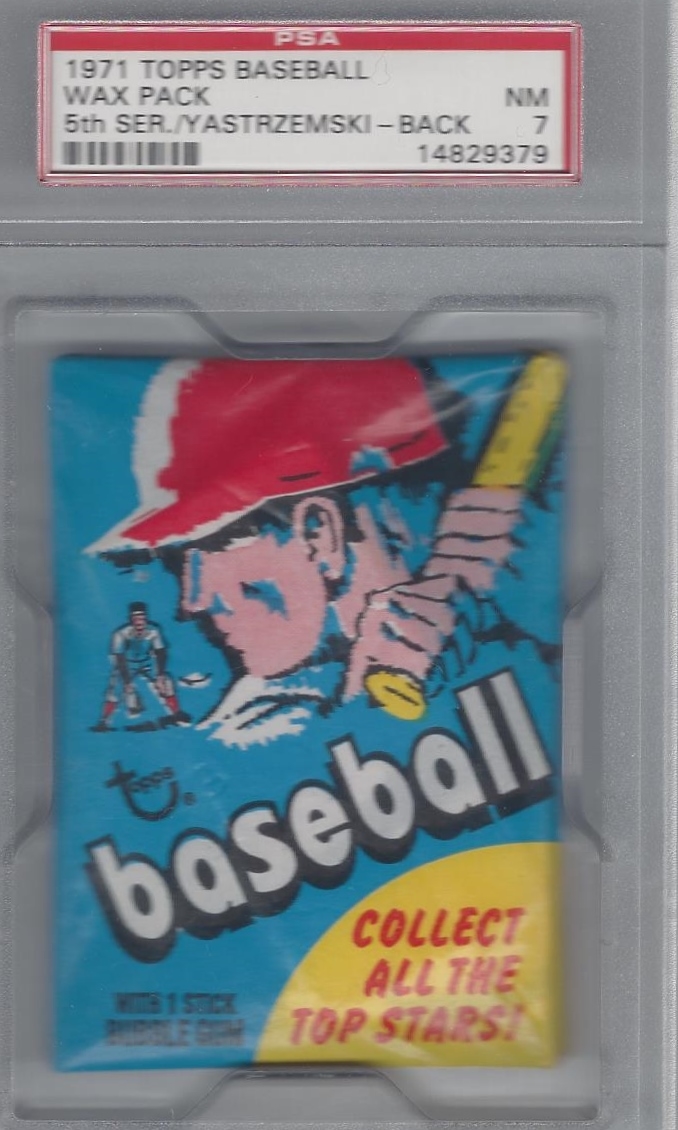 PSA
1971 TOPPS BASEBALL
WAX PACK NM
5th SER./YASTRZEMSKI-BACK 7
14829379
topps ®
baseball
COLLECT
ALL THE
TOP STARS!
WITH 1 STICK
BUBBLE GUM